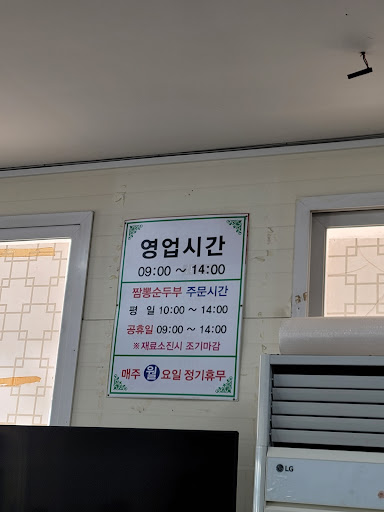 영업시간
09:00 ~ 14:00
짬뽕순두부 주문시간
평 일 10:00 ~ 14:00
공휴일 09:00 ~ 14:00
※재료소진시 조기마감
매주 월요일 정기휴무
LG